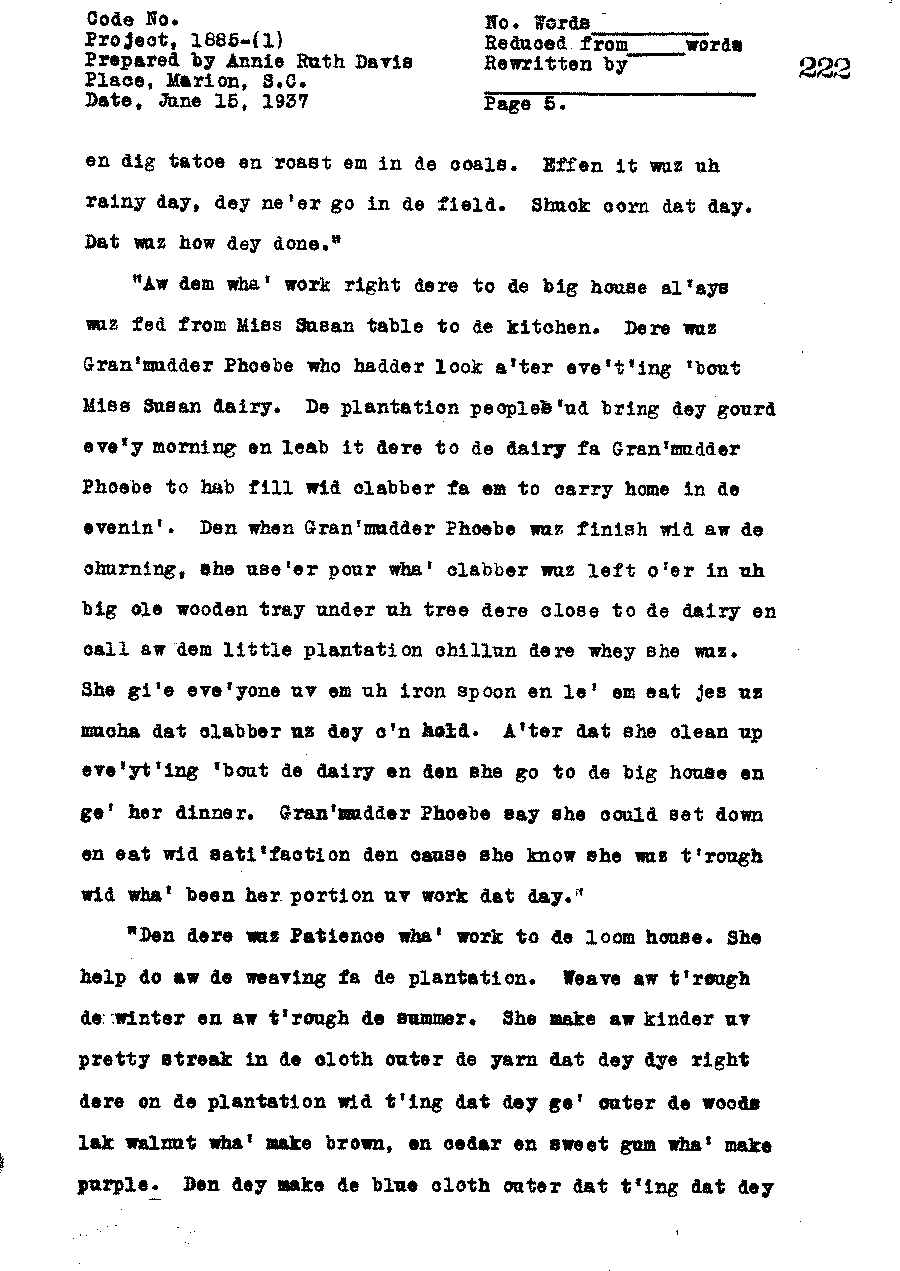 Code No.
Project, 1885-(1)
Prepared by Annie Ruth Davis
Place, Marion, S.C.
Date, June 15, 1937
No. Words
Reduced from____words
Rewritten by
Page 5.
222
en dig tatoe en roast em in de coals. Effen it wuz uh
rainy day, dey ne'er go in de field. Shuck corn dat day.
Dat wuz how dey done."
"Aw dem wha' work right dere to de big house al'ays
wuz fed from Miss Susan table to de kitchen. Dere wuz
Gran'mudder Phoebe who hadder look a'ter eve't'ing 'bout
Miss Susan dairy. De plantation people 'ud bring dey gourd
eve'y morning en leab it dere to de dairy fa Gran'mudder
Phoebe to hab fill wid clabber fa em to carry home in de
evenin'. Den when Gran'mudder Phoebe wuz finish wid aw de
churning, she use'er pour wha' clabber wuz left o'er in uh
big ole wooden tray under uh tree dere close to de dairy en
call aw dem little plantation chillun dere whey she wuz.
She gi'e eve'yone uv em uh iron spoon en le' em eat jes uz
mucha dat clabber uz dey c'n hold. A'ter dat she clean up
eve'yt'ing 'bout de dairy en den she go to de big house en
ge' her dinner. Gran'mudder Phoebe say she could set down
en eat wid sati'faction den cause she know she wuz t'rough
wid wha' been her portion uv work dat day."
"Den dere wuz Patience wha' work to de loom house. She
help do aw de weaving fa de plantation. Weave aw t'rough
de winter en aw t'rough de summer. She make aw kinder uv
pretty streak in de cloth outer de yarn dat dey dye right
dere on de plantation wid t'ing dat dey ge' outer de woods
lak walnut wha' make brown, en cedar en sweet gum wha' make
purple. Den dey make de blue cloth outer dat t'ing dat dey